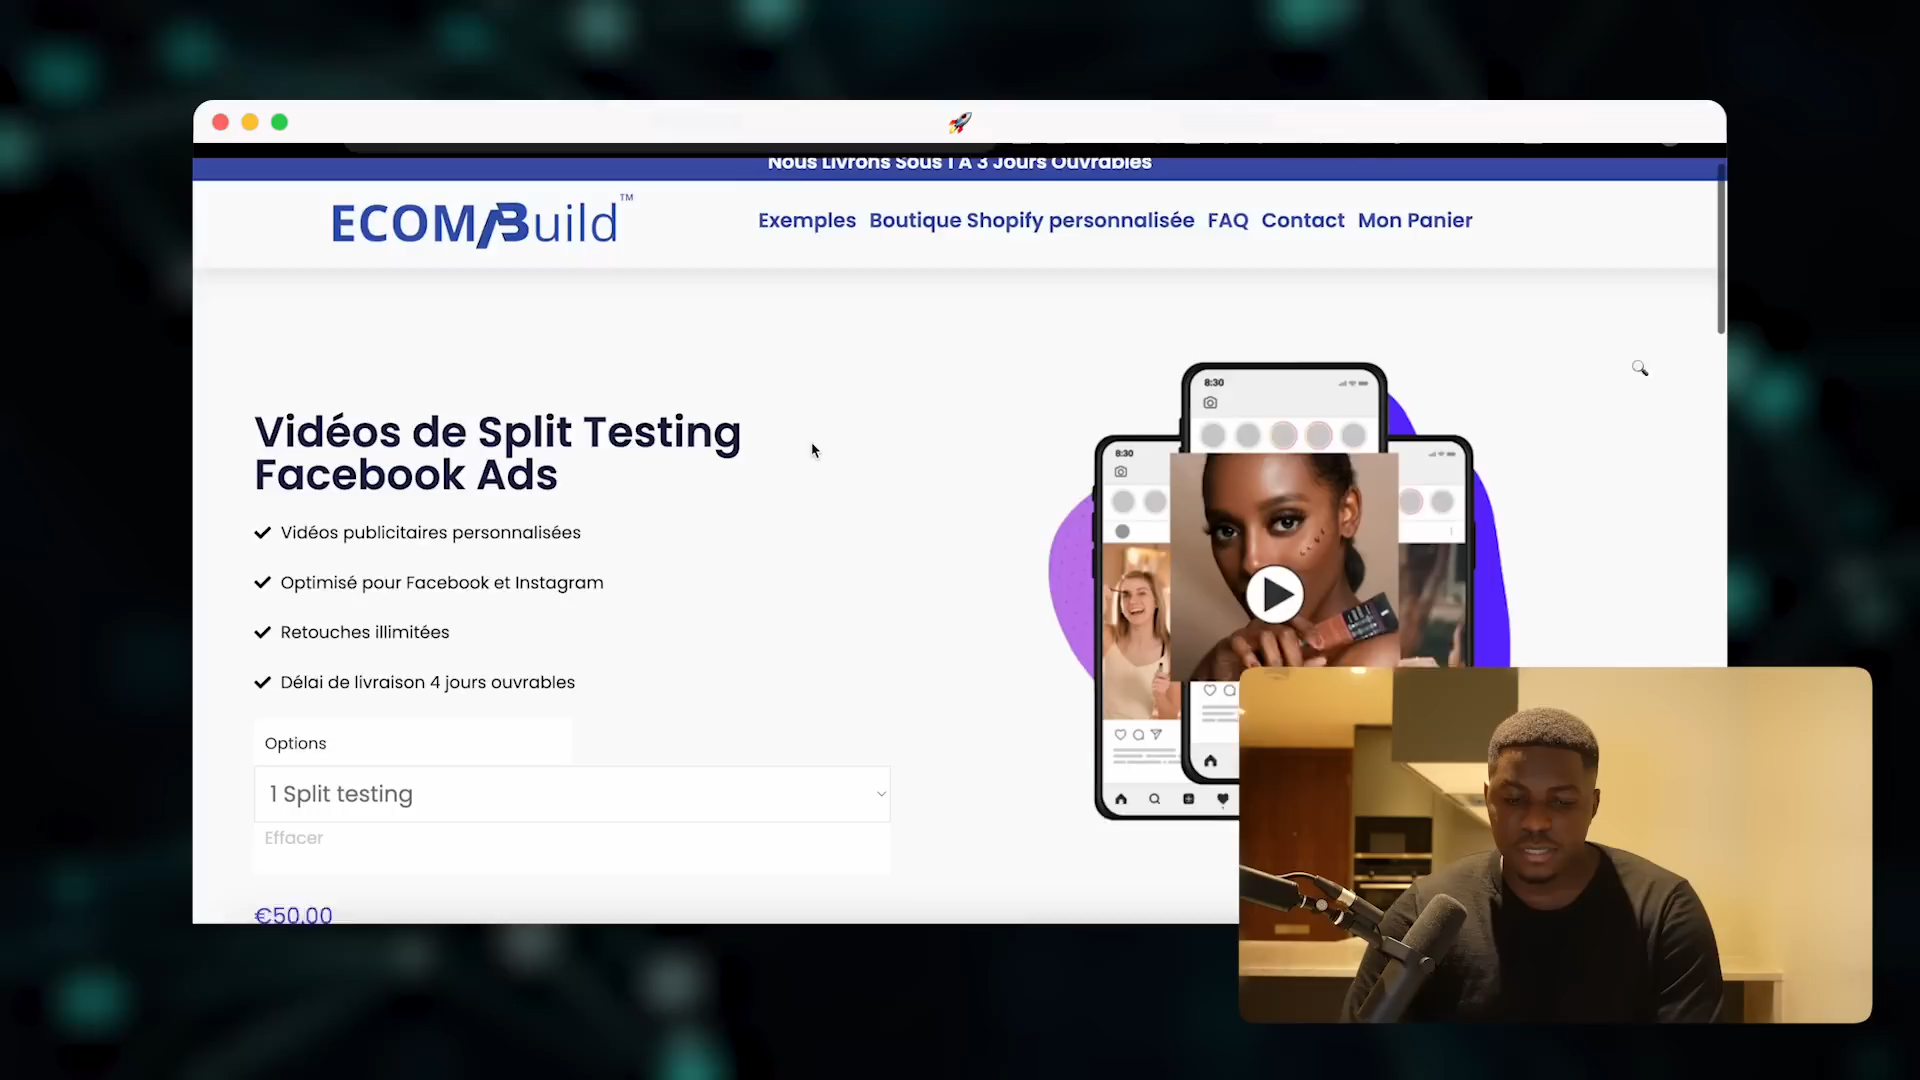 Nous Livrons Sous 1 À 3 Jours Ouvrables
ECOMBuild™
Exemples Boutique Shopify personnalisée FAQ Contact Mon Panier
Vidéos de Split Testing
Facebook Ads
Vidéos publicitaires personnalisées
Optimisé pour Facebook et Instagram
Retouches illimitées
Délai de livraison 4 jours ouvrables
Options
1 Split testing
Effacer
€50.00
8:30
8:30